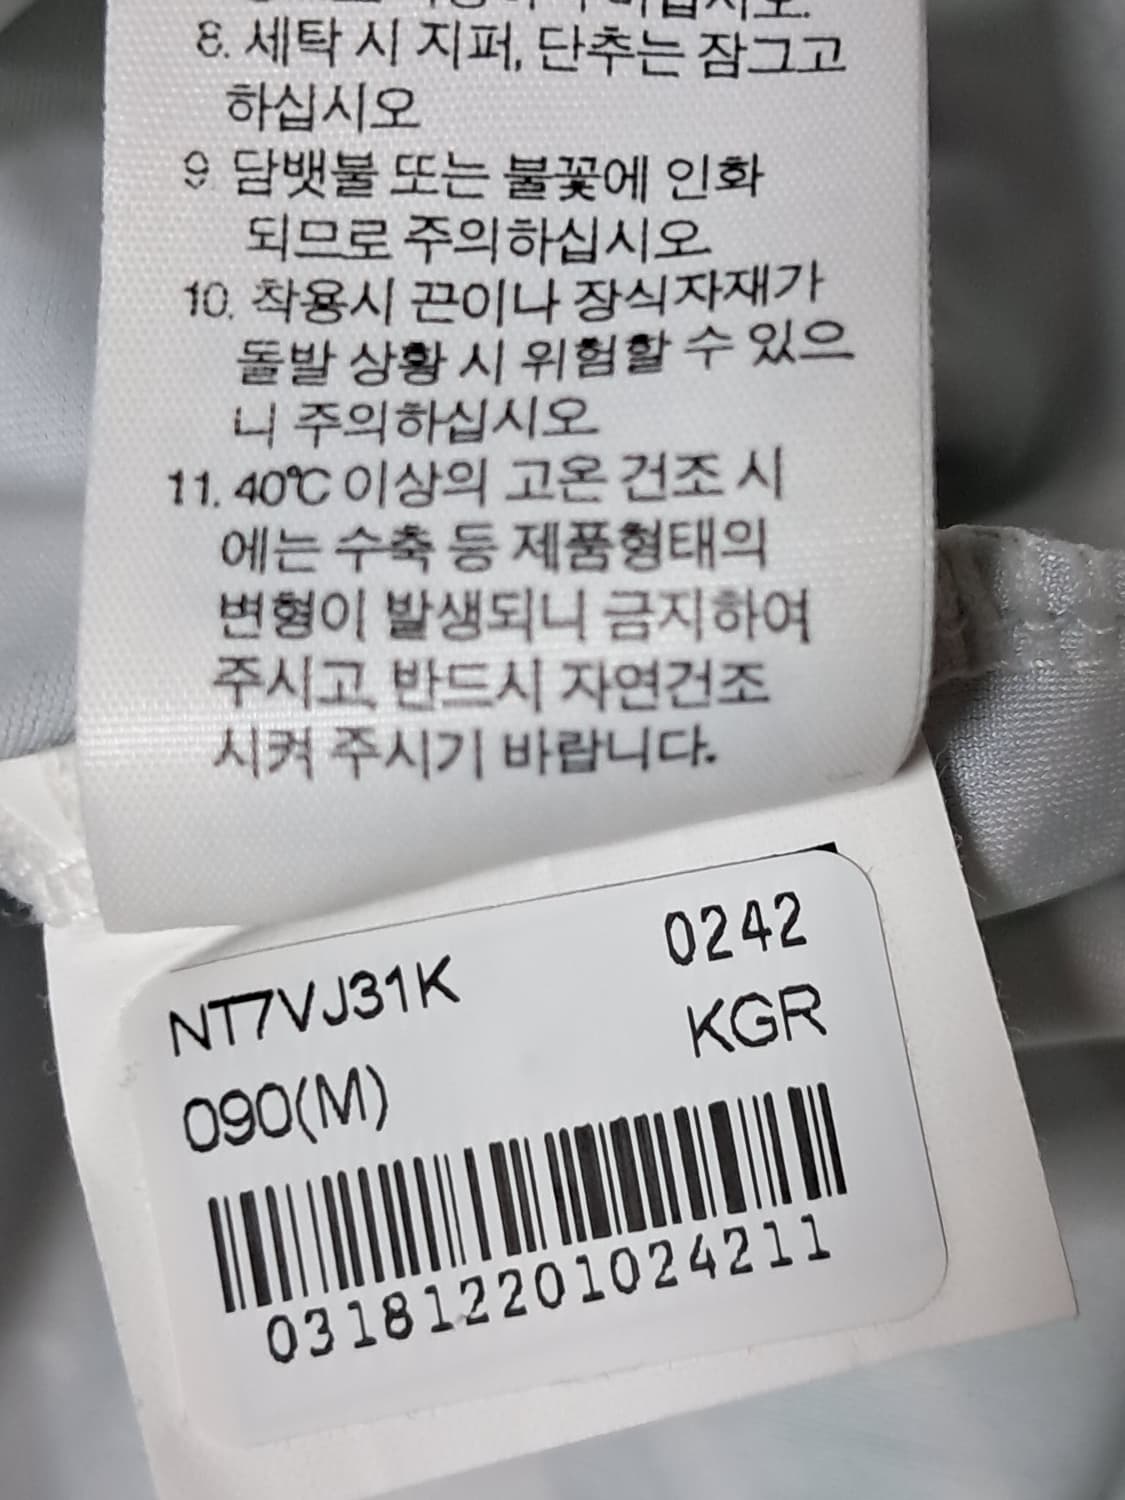 8. 세탁 시 지퍼, 단추는 잠그고
하십시오
9. 담뱃불 또는 불꽃에 인화
되므로 주의하십시오
10. 착용시 끈이나 장식자재가
돌발 상황 시 위험할 수 있으
니 주의하십시오
11. 40℃ 이상의 고온 건조 시
에는 수축 등 제품형태의
변형이 발생되니 금지하여
주시고, 반드시 자연건조
시켜 주시기 바랍니다.
NT7VJ31K 0242
090(M) KGR
031812201024211